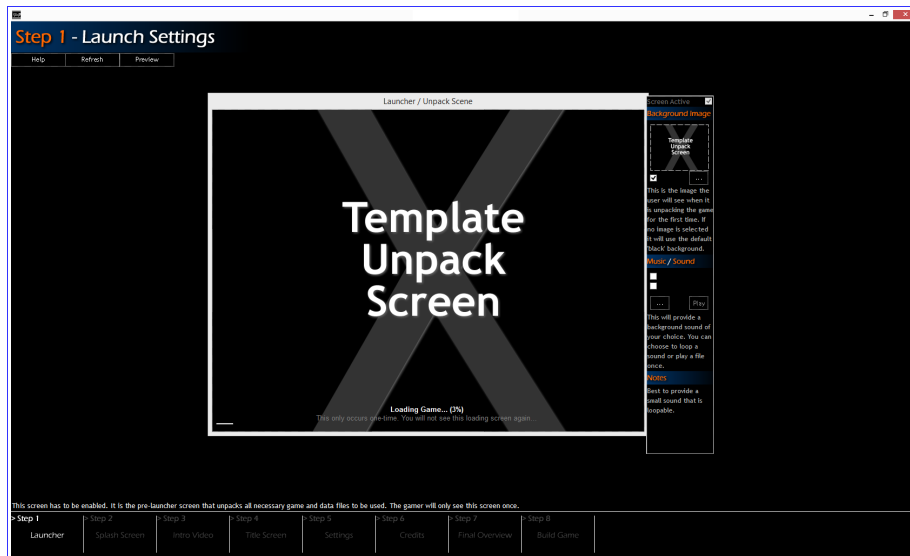 Step 1 - Launch Settings
Help Refresh Preview
Launcher / Unpack Scene
Template
Unpack
Screen
Loading Game... (3%)
This only occurs one-time. You will not see this loading screen again...
Screen Active
Background Image
Template
Unpack
Screen
...
This is the image the
user will see when it
is unpacking the game
for the first time. If
no image is selected
it will use the default
'black' background.
Music / Sound
... Play
This will provide a
background sound of
your choice. You can
choose to loop a
sound or play a file
once.
Notes
Best to provide a
small sound that is
loopable.
This screen has to be enabled. It is the pre-launcher screen that unpacks all necessary game and data files to be used. The gamer will only see this screen once.
> Step 1 > Step 2 > Step 3 > Step 4 > Step 5 > Step 6 > Step 7 > Step 8
Launcher Splash Screen Intro Video Title Screen Settings Credits Final Overview Build Game